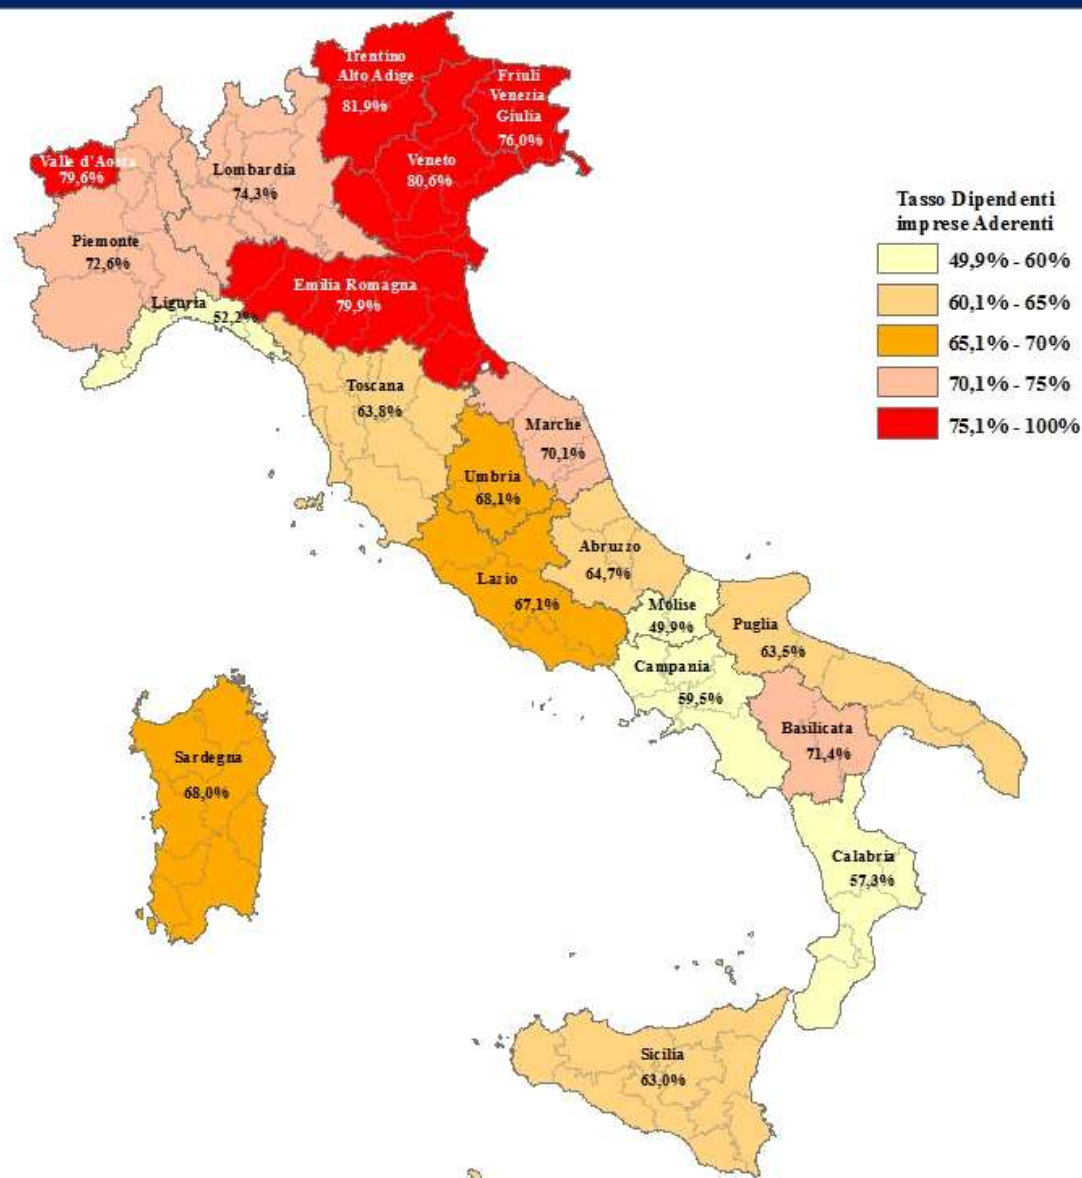 Trentino
Alto Adige
81,9%
Friuli
Venezia
Giulia
76,0%
Valle d'Aosta
79,6%
Lombardia
74,3%
Veneto
80,6%
Piemonte
72,6%
Emilia Romagna
79,9%
Liguria
52,2%
Toscana
63,8%
Marche
70,1%
Umbria
68,1%
Abruzzo
64,7%
Lazio
67,1%
Molise
49,9%
Puglia
63,5%
Campania
59,5%
Basilicata
71,4%
Sardegna
68,0%
Calabria
57,3%
Sicilia
63,0%
Tasso Dipendenti
imprese Aderenti
49,9% - 60%
60,1% - 65%
65,1% - 70%
70,1% - 75%
75,1% - 100%